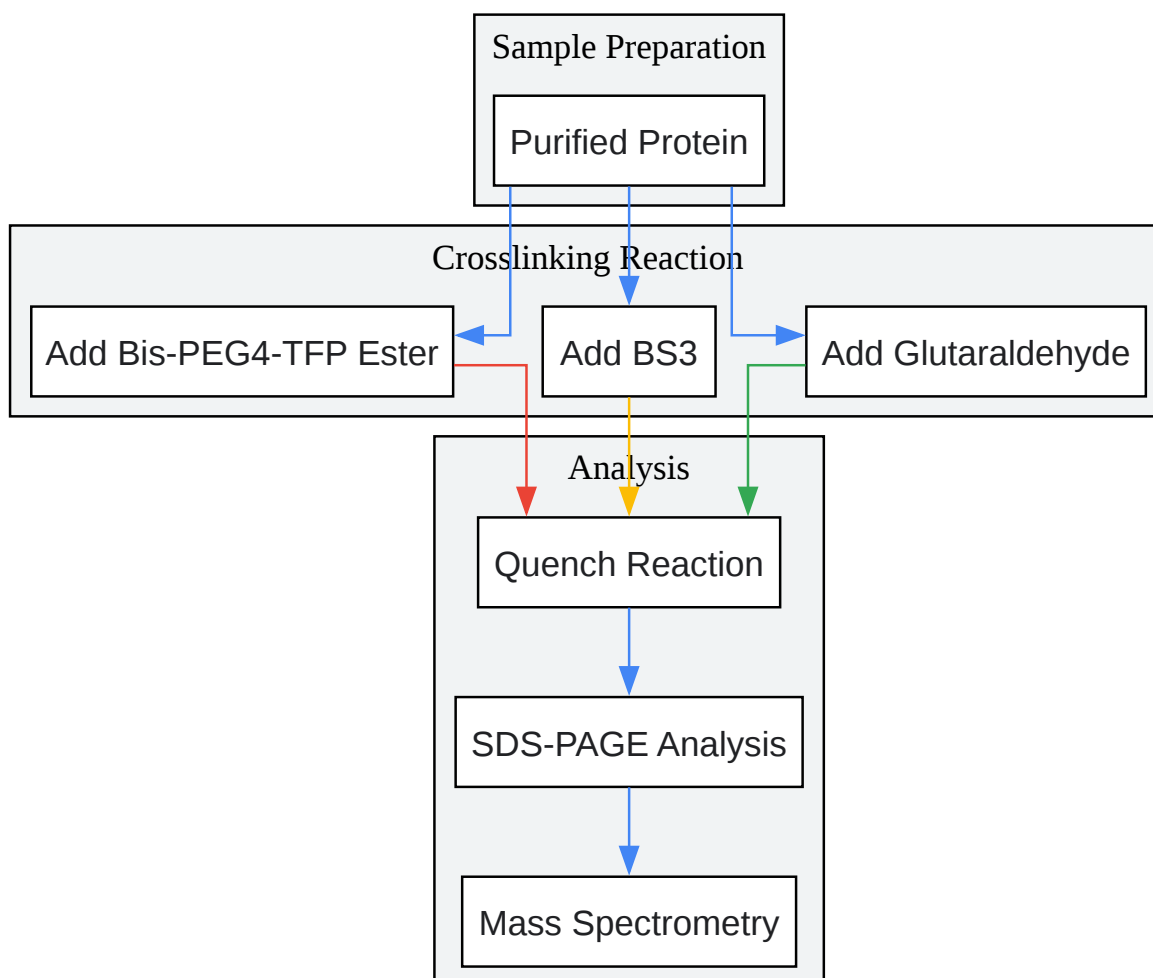 Sample Preparation
Purified Protein
Crosslinking Reaction
Add Bis-PEG4-TFP Ester
Add BS3
Add Glutaraldehyde
Analysis
Quench Reaction
SDS-PAGE Analysis
Mass Spectrometry